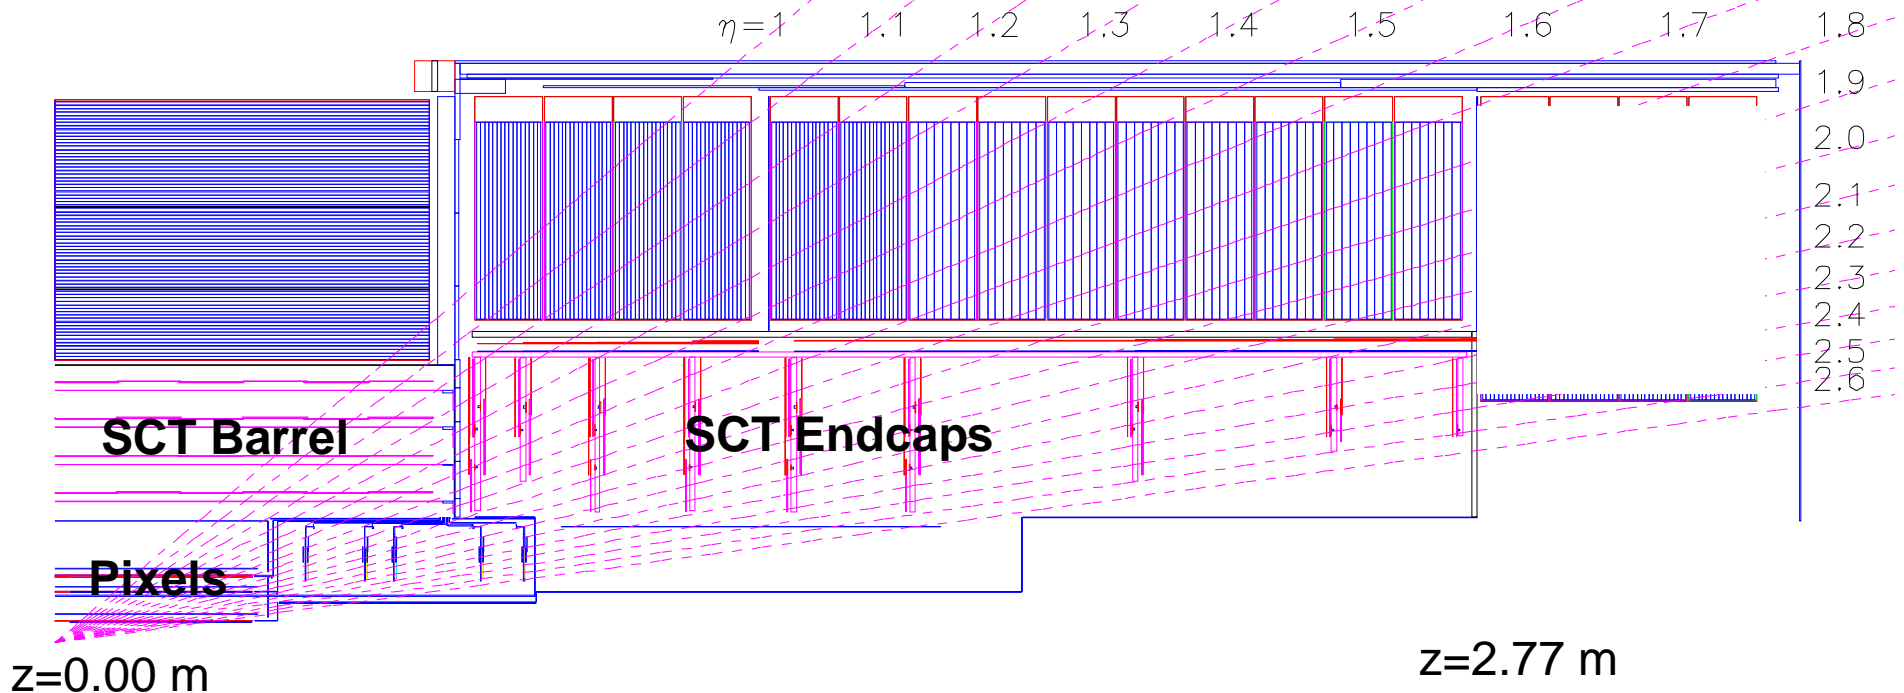 η=1 1.1 1.2 1.3 1.4 1.5 1.6 1.7 1.8
1.9
2.0
2.1
2.2
2.3
2.4
2.5
2.6
SCT Barrel
SCT Endcaps
Pixels
z=0.00 m
z=2.77 m